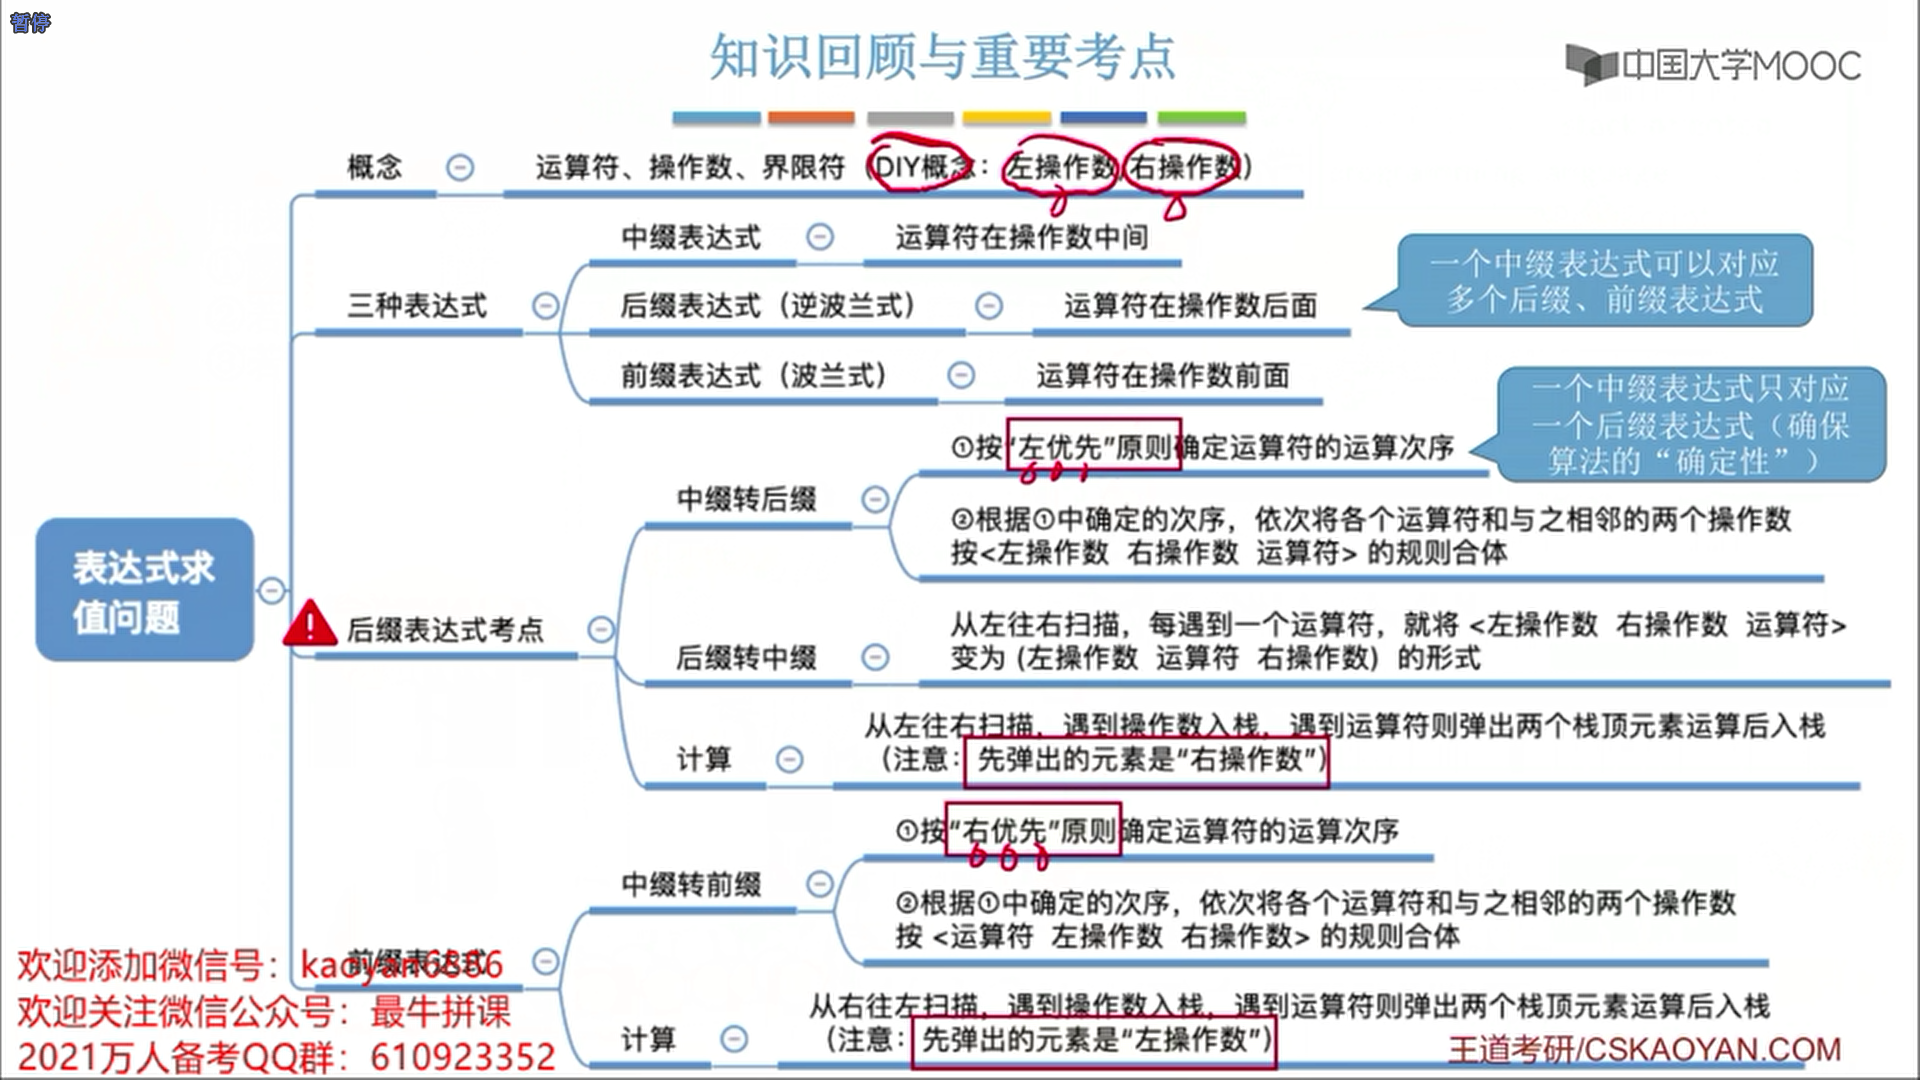 暂停
知识回顾与重要考点
中国大学MOOC
概念
运算符、操作数、界限符（DIY概念：左操作数 右操作数）
中缀表达式
运算符在操作数中间
三种表达式
后缀表达式（逆波兰式）
运算符在操作数后面
前缀表达式（波兰式）
运算符在操作数前面
一个中缀表达式可以对应
多个后缀、前缀表达式
一个中缀表达式只对应
一个后缀表达式（确保
算法的“确定性”）
表达式求
值问题
后缀表达式考点
中缀转后缀
①按“左优先”原则确定运算符的运算次序
②根据①中确定的次序，依次将各个运算符和与之相邻的两个操作数
按<左操作数 右操作数 运算符> 的规则合体
后缀转中缀
从左往右扫描，每遇到一个运算符，就将 <左操作数 右操作数 运算符>
变为 (左操作数 运算符 右操作数) 的形式
计算
从左往右扫描，遇到操作数入栈，遇到运算符则弹出两个栈顶元素运算后入栈
（注意：先弹出的元素是“右操作数”）
前缀表达式
中缀转前缀
①按“右优先”原则确定运算符的运算次序
②根据①中确定的次序，依次将各个运算符和与之相邻的两个操作数
按 <运算符 左操作数 右操作数> 的规则合体
计算
从右往左扫描，遇到操作数入栈，遇到运算符则弹出两个栈顶元素运算后入栈
（注意：先弹出的元素是“左操作数”）
欢迎添加微信号：kaoyan6886
欢迎关注微信公众号：最牛拼课
2021万人备考QQ群：610923352
王道考研/CSKAOYAN.COM